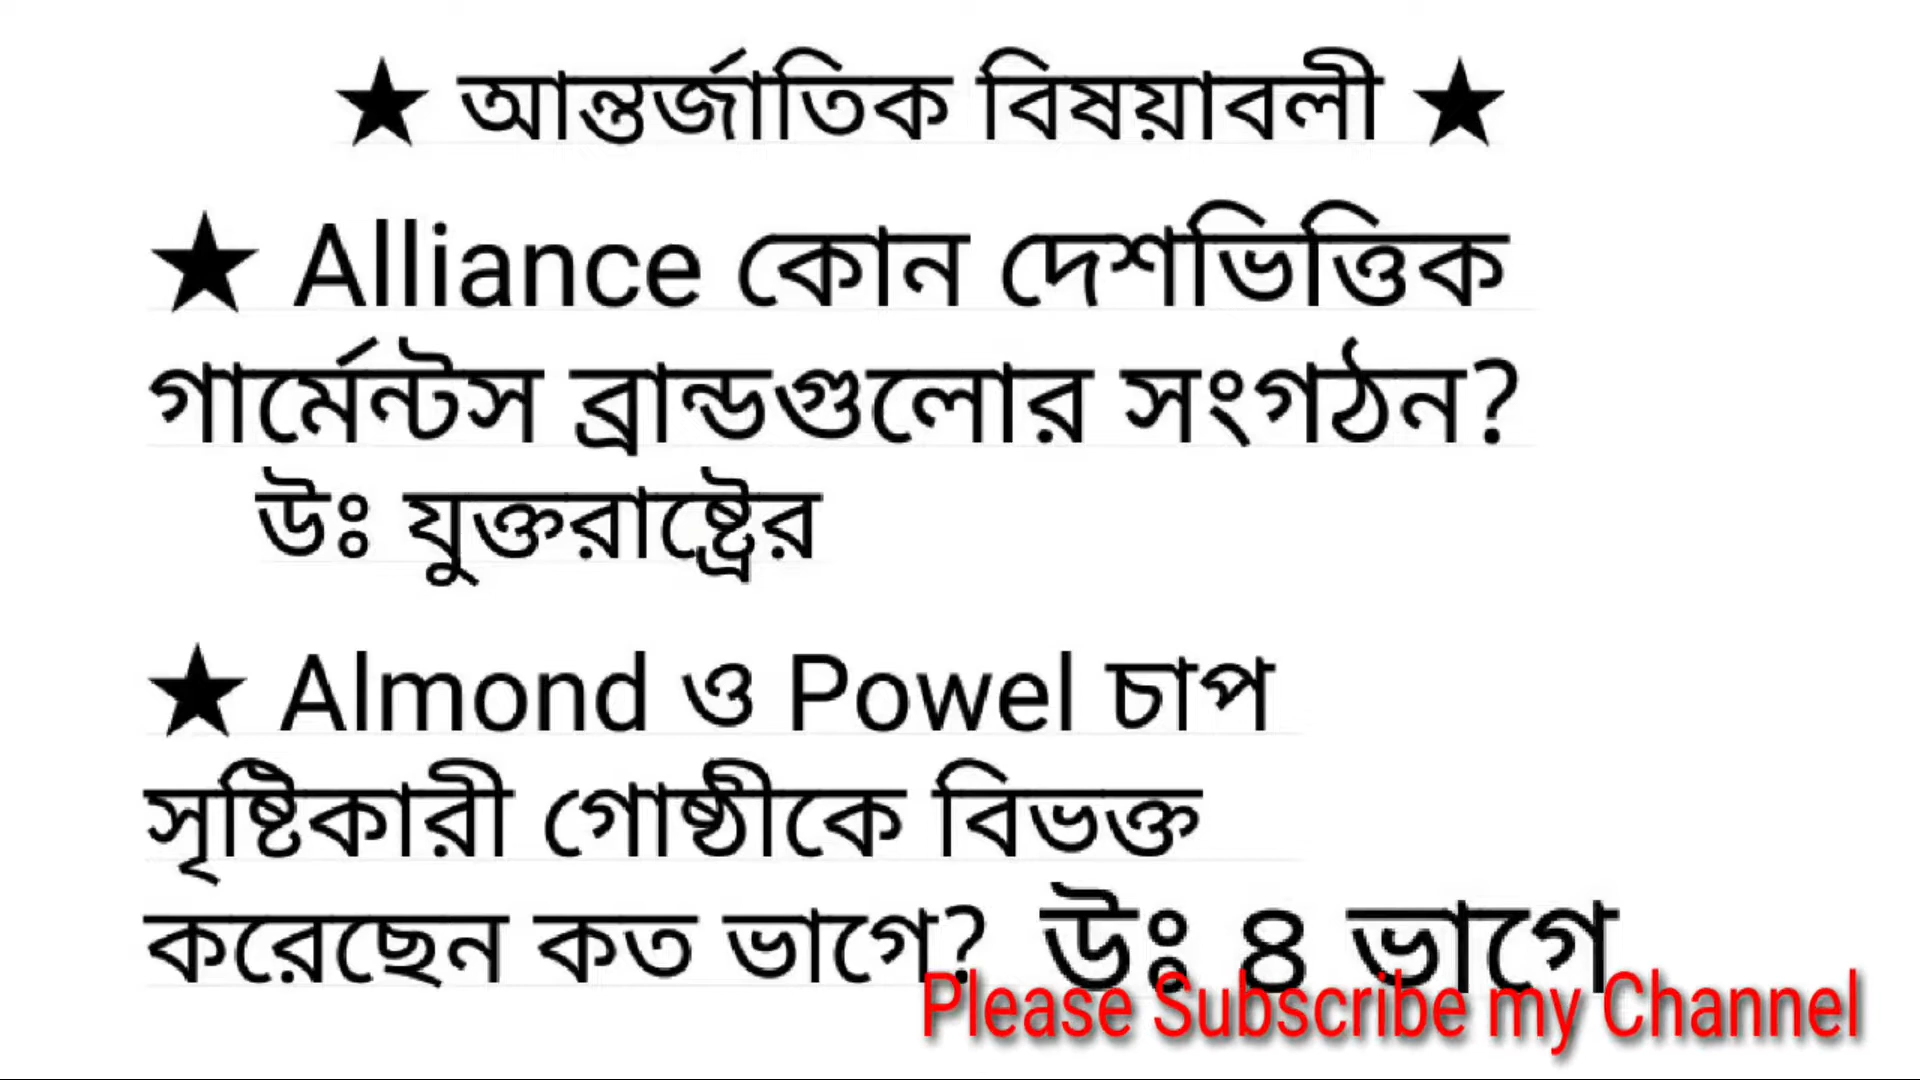 ★ আন্তর্জাতিক বিষয়াবলী ★
★ Alliance কোন দেশভিত্তিক
গার্মেন্টস ব্রান্ডগুলোর সংগঠন?
উঃ যুক্তরাষ্ট্রের
★ Almond ও Powel চাপ
সৃষ্টিকারী গোষ্ঠীকে বিভক্ত
করেছেন কত ভাগে? উঃ ৪ ভাগে
Please Subscribe my Channel